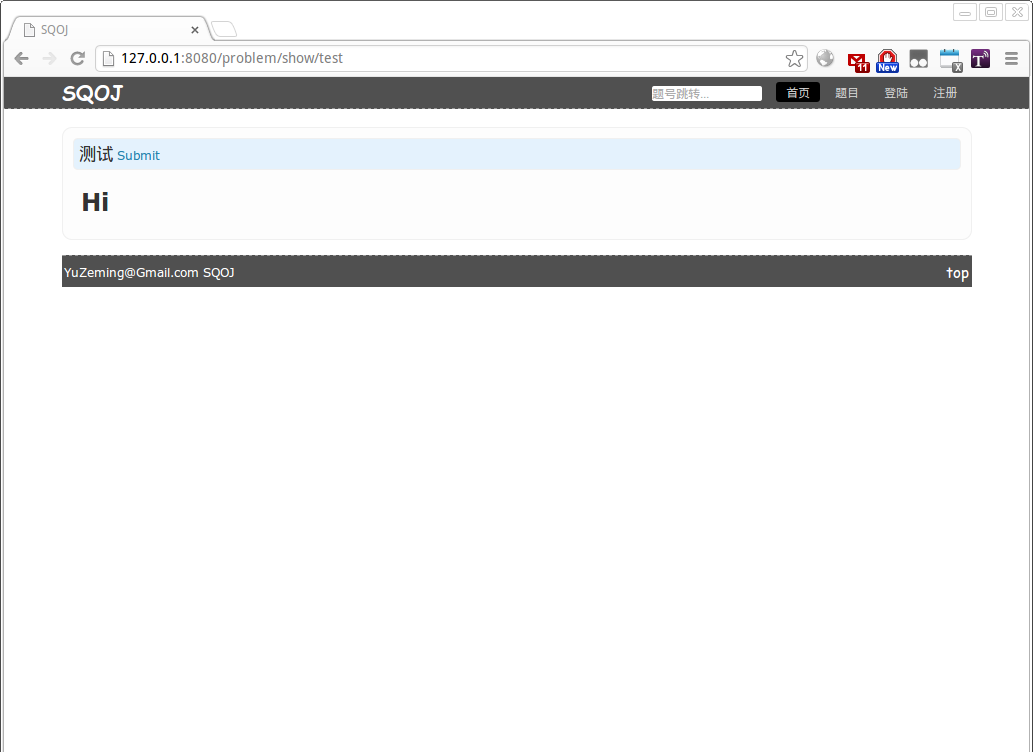 SQOJ
127.0.0.1:8080/problem/show/test
11
New
X
T
SQOJ
题号跳转... 首页 题目 登陆 注册
测试 Submit
Hi
YuZeming@Gmail.com SQOJ top